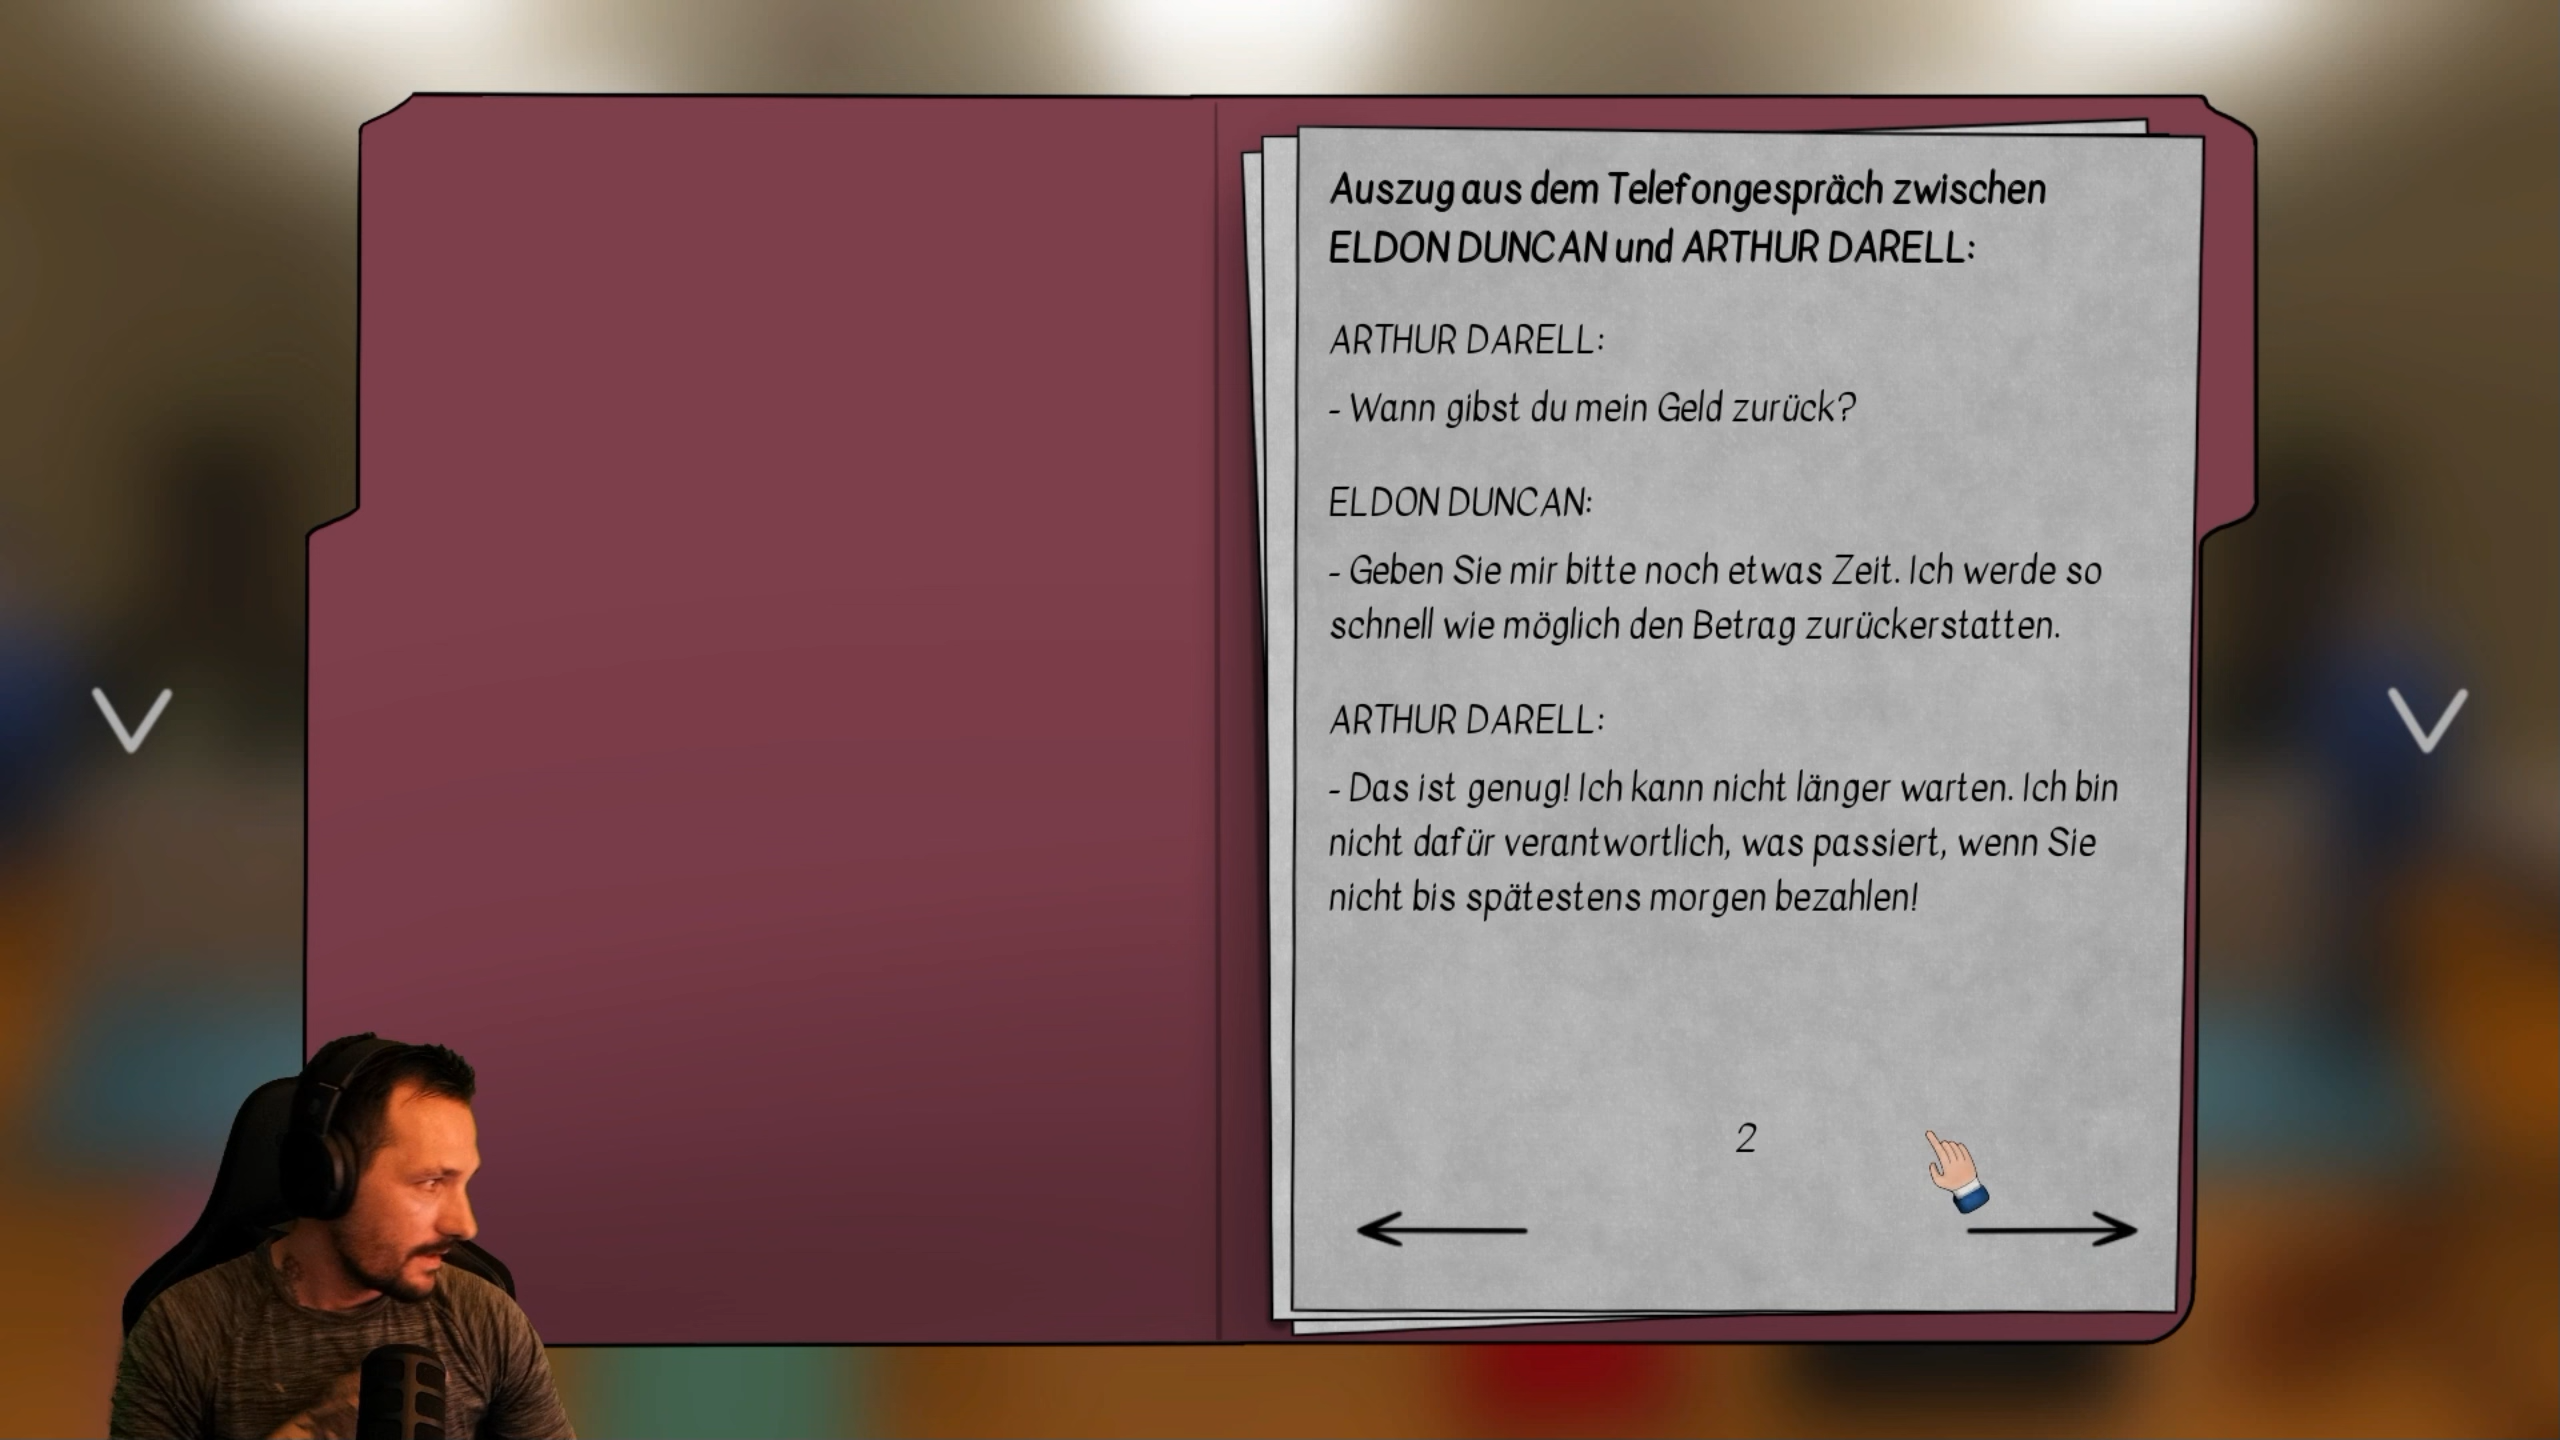 Auszug aus dem Telefongespräch zwischen
ELDON DUNCAN und ARTHUR DARELL:
ARTHUR DARELL:
- Wann gibst du mein Geld zurück?
ELDON DUNCAN:
- Geben Sie mir bitte noch etwas Zeit. Ich werde so
schnell wie möglich den Betrag zurückerstatten.
ARTHUR DARELL:
- Das ist genug! Ich kann nicht länger warten. Ich bin
nicht dafür verantwortlich, was passiert, wenn Sie
nicht bis spätestens morgen bezahlen!
2